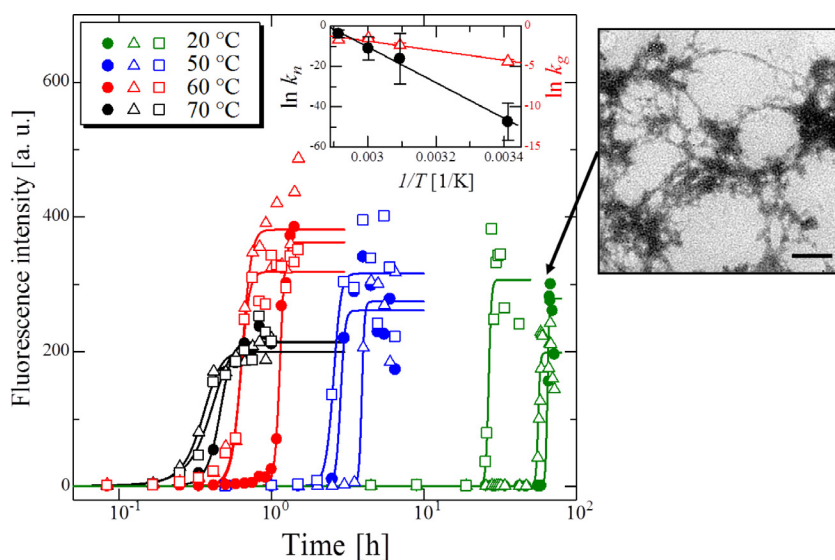 20 °C
50 °C
60 °C
70 °C
Fluorescence intensity [a. u.]
600
400
200
0
10⁻¹
10⁰
10¹
10²
Time [h]
ln kₙ
0
-20
-40
-60
0.003
0.0032
0.0034
1/T [1/K]
0
-5
-10
-15
ln k_g